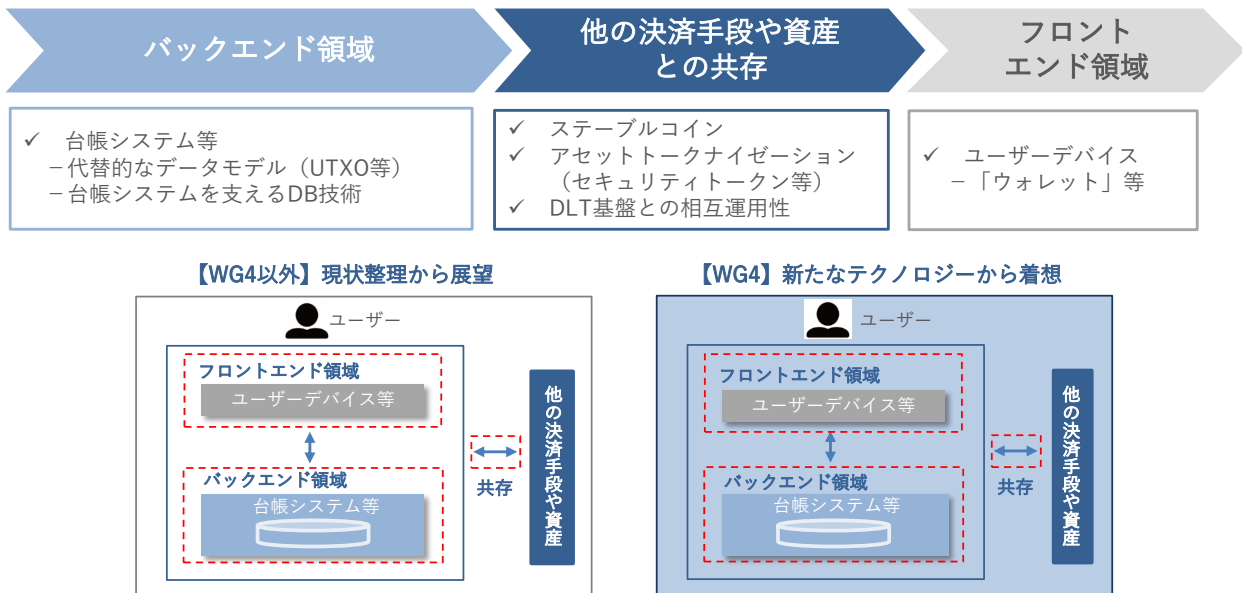 バックエンド領域
他の決済手段や資産
との共存
フロント
エンド領域
✓ 台帳システム等
－代替的なデータモデル（UTXO等）
－台帳システムを支えるDB技術
✓ ステーブルコイン
✓ アセットトークナイゼーション
（セキュリティトークン等）
✓ DLT基盤との相互運用性
✓ ユーザーデバイス
－「ウォレット」等
【WG4以外】現状整理から展望
ユーザー
フロントエンド領域
ユーザーデバイス等
バックエンド領域
台帳システム等
共存
他の決済手段や資産
【WG4】新たなテクノロジーから着想
ユーザー
フロントエンド領域
ユーザーデバイス等
バックエンド領域
台帳システム等
共存
他の決済手段や資産